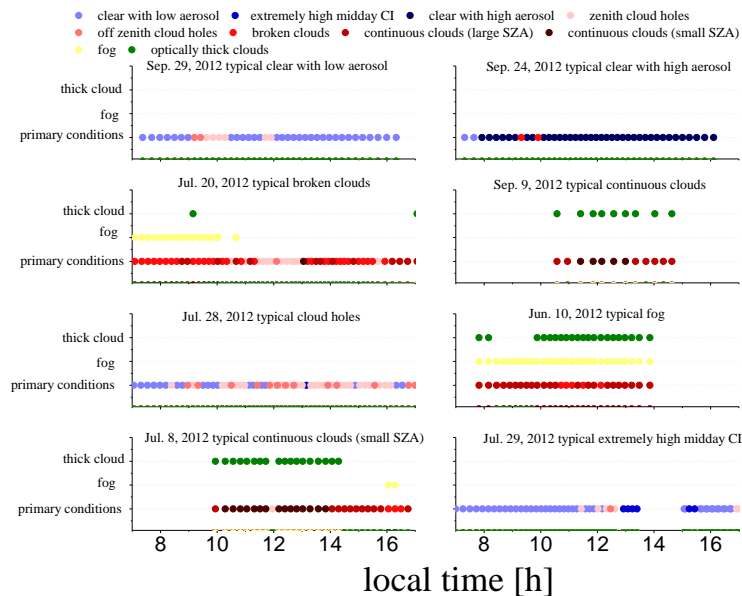 clear with low aerosol extremely high midday CI clear with high aerosol zenith cloud holes
off zenith cloud holes broken clouds continuous clouds (large SZA) continuous clouds (small SZA)
fog optically thick clouds
Sep. 29, 2012 typical clear with low aerosol Sep. 24, 2012 typical clear with high aerosol
thick cloud
fog
primary conditions
Jul. 20, 2012 typical broken clouds Sep. 9, 2012 typical continuous clouds
thick cloud
fog
primary conditions
Jul. 28, 2012 typical cloud holes Jun. 10, 2012 typical fog
thick cloud
fog
primary conditions
Jul. 8, 2012 typical continuous clouds (small SZA) Jul. 29, 2012 typical extremely high midday CI
thick cloud
fog
primary conditions
8 10 12 14 16 8 10 12 14 16
local time [h]